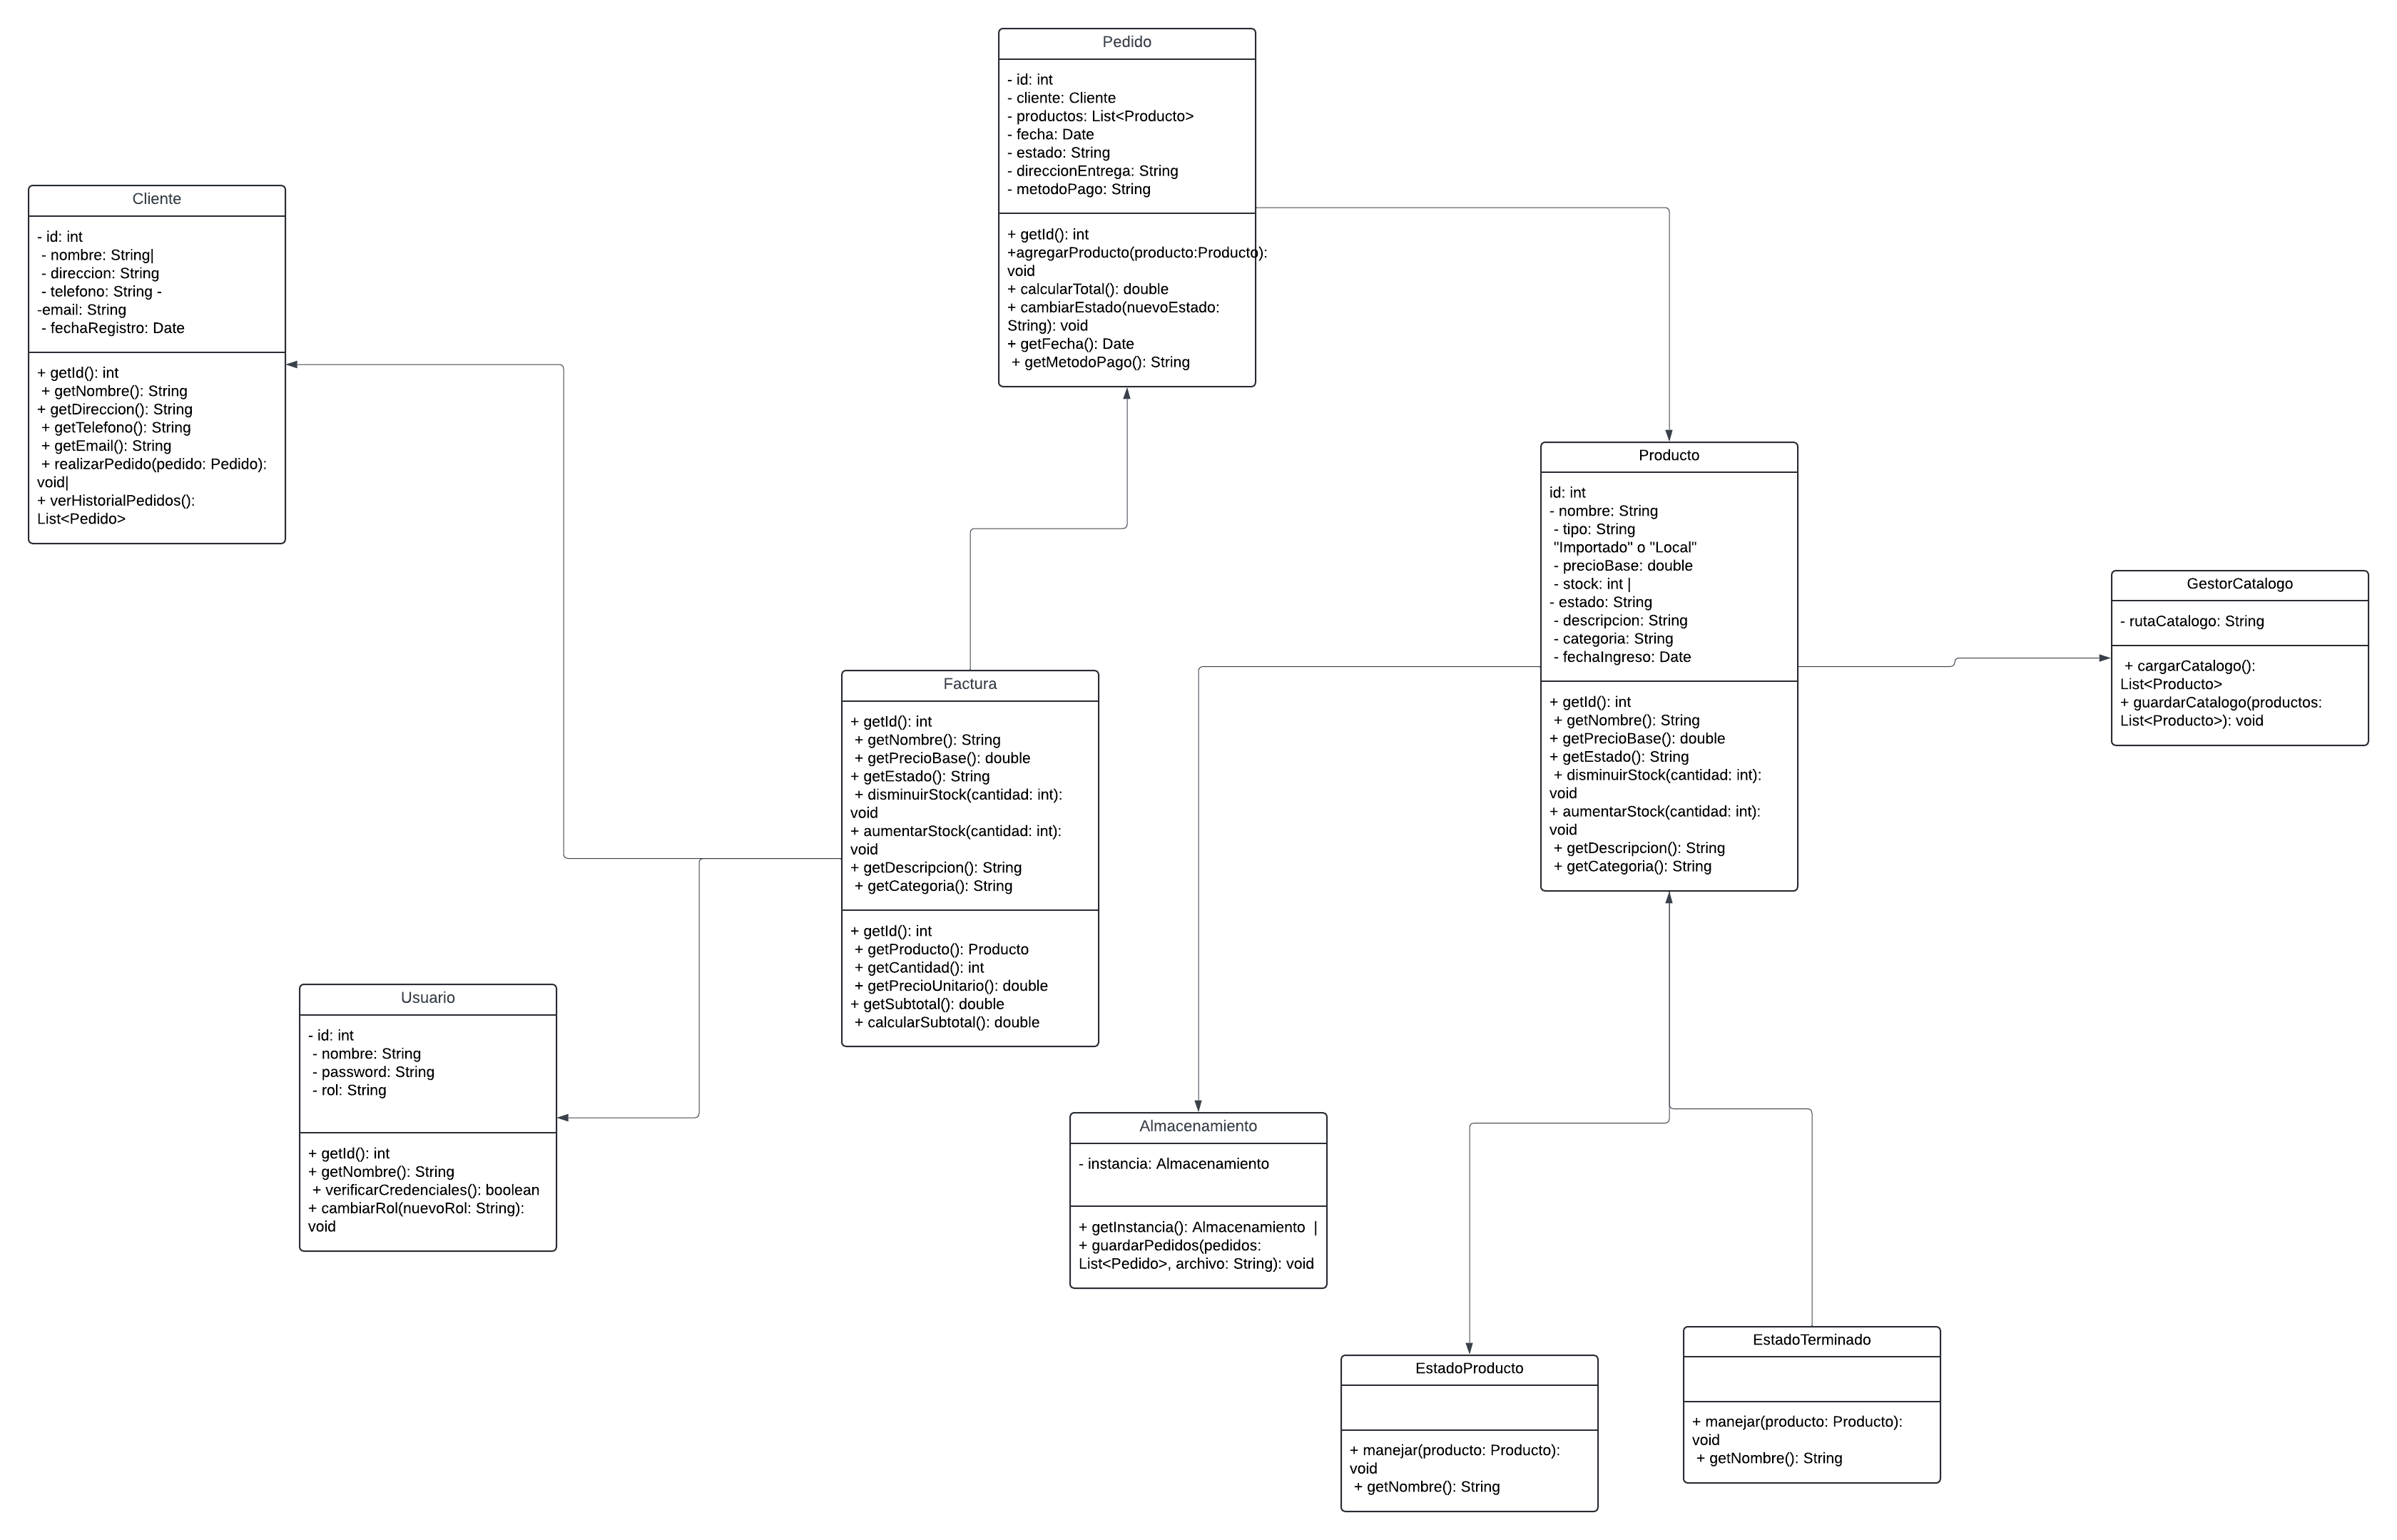 Pedido
- id: int
- cliente: Cliente
- productos: List<Producto>
- fecha: Date
- estado: String
- direccionEntrega: String
- metodoPago: String
+ getId(): int
+agregarProducto(producto:Producto):
void
+ calcularTotal(): double
+ cambiarEstado(nuevoEstado:
String): void
+ getFecha(): Date
+ getMetodoPago(): String
Cliente
- id: int
- nombre: String|
- direccion: String
- telefono: String -
-email: String
- fechaRegistro: Date
+ getId(): int
+ getNombre(): String
+ getDireccion(): String
+ getTelefono(): String
+ getEmail(): String
+ realizarPedido(pedido: Pedido):
void|
+ verHistorialPedidos():
List<Pedido>
Producto
id: int
- nombre: String
- tipo: String
"Importado" o "Local"
- precioBase: double
- stock: int |
- estado: String
- descripcion: String
- categoria: String
- fechaIngreso: Date
+ getId(): int
+ getNombre(): String
+ getPrecioBase(): double
+ getEstado(): String
+ disminuirStock(cantidad: int):
void
+ aumentarStock(cantidad: int):
void
+ getDescripcion(): String
+ getCategoria(): String
GestorCatalogo
- rutaCatalogo: String
+ cargarCatalogo():
List<Producto>
+ guardarCatalogo(productos:
List<Producto>): void
Factura
+ getId(): int
+ getNombre(): String
+ getPrecioBase(): double
+ getEstado(): String
+ disminuirStock(cantidad: int):
void
+ aumentarStock(cantidad: int):
void
+ getDescripcion(): String
+ getCategoria(): String
+ getId(): int
+ getProducto(): Producto
+ getCantidad(): int
+ getPrecioUnitario(): double
+ getSubtotal(): double
+ calcularSubtotal(): double
Usuario
- id: int
- nombre: String
- password: String
- rol: String
+ getId(): int
+ getNombre(): String
+ verificarCredenciales(): boolean
+ cambiarRol(nuevoRol: String):
void
Almacenamiento
- instancia: Almacenamiento
+ getInstancia(): Almacenamiento |
+ guardarPedidos(pedidos:
List<Pedido>, archivo: String): void
EstadoProducto
+ manejar(producto: Producto):
void
+ getNombre(): String
EstadoTerminado
+ manejar(producto: Producto):
void
+ getNombre(): String